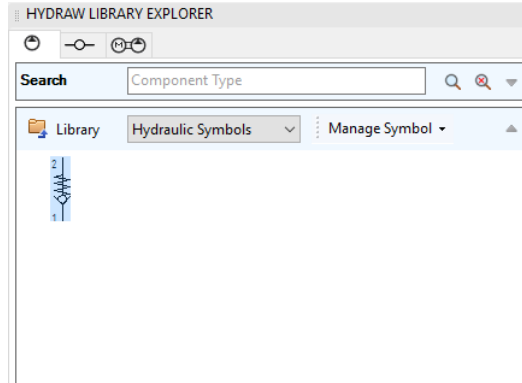 HYDRAW LIBRARY EXPLORER
M
Search Component Type
Library Hydraulic Symbols Manage Symbol
2
1